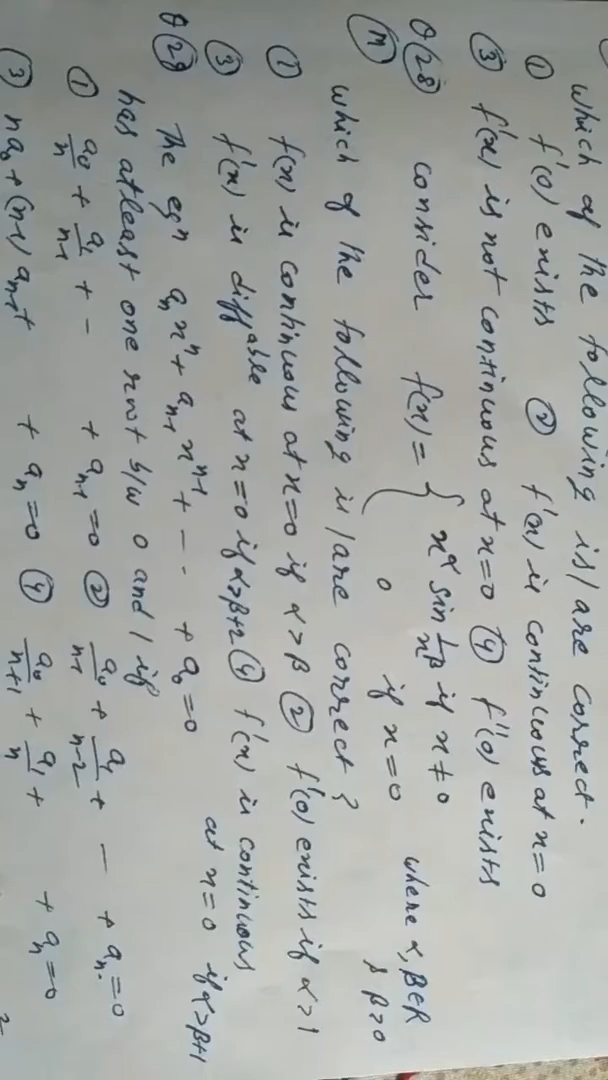 which of the following is/are correct.
① f'(0) exists ② f'(x) is continuous at x=0
③ f'(x) is not continuous at x=0 ④ f''(0) exists
Q(28) consider f(x) = { x^α sin 1/x^β if x ≠ 0
(M) 0 if x = 0 where α, β ∈ R & β>0
which of the following is/are correct?
① f(x) is continuous at x=0 if α>β ② f'(0) exists if α>1
③ f'(x) is diffable at x=0 if α>β+2 ④ f'(x) is continuous
at x=0 if α>β+1
Q(29) The eqn a_n x^n + a_n-1 x^n-1 + - - . + a_0 = 0
has atleast one root b/w 0 and 1 if
① a_0/n + a_1/n-1 + - + a_n-1 = 0 ② a_0/n-1 + a_1/n-2 + — + a_n- = 0
③ na_0 + (n-1) a_n-1 + + a_n = 0 ④ a_0/n+1 + a_1/n + + a_n = 0